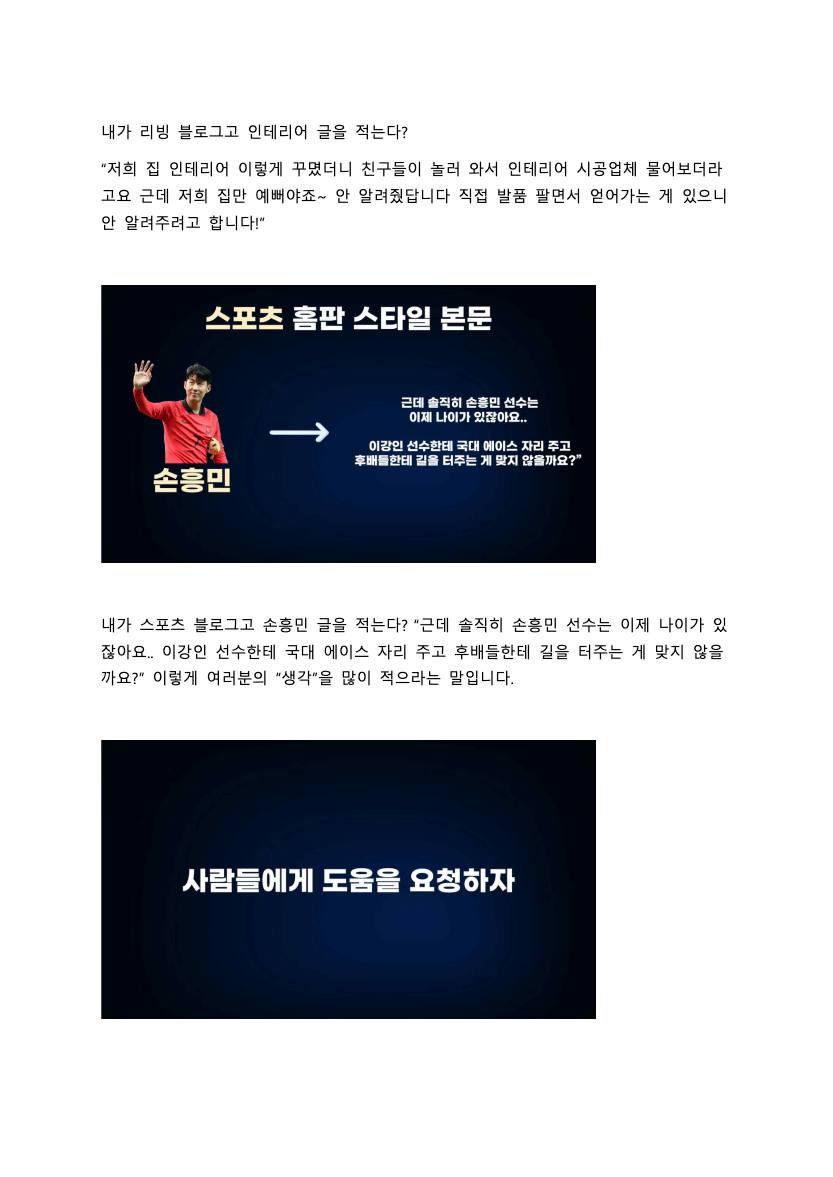 내가 리빙 블로그고 인테리어 글을 적는다?
“저희 집 인테리어 이렇게 꾸몄더니 친구들이 놀러 와서 인테리어 시공업체 물어보더라
고요 근데 저희 집만 예뻐야죠~ 안 알려줬답니다 직접 발품 팔면서 얻어가는 게 있으니
안 알려주려고 합니다!”
스포츠 홈판 스타일 본문
손흥민
근데 솔직히 손흥민 선수는
이제 나이가 있잖아요..
이강인 선수한테 국대 에이스 자리 주고
후배들한테 길을 터주는 게 맞지 않을까요?”
내가 스포츠 블로그고 손흥민 글을 적는다? “근데 솔직히 손흥민 선수는 이제 나이가 있
잖아요.. 이강인 선수한테 국대 에이스 자리 주고 후배들한테 길을 터주는 게 맞지 않을
까요?” 이렇게 여러분의 “생각”을 많이 적으라는 말입니다.
사람들에게 도움을 요청하자